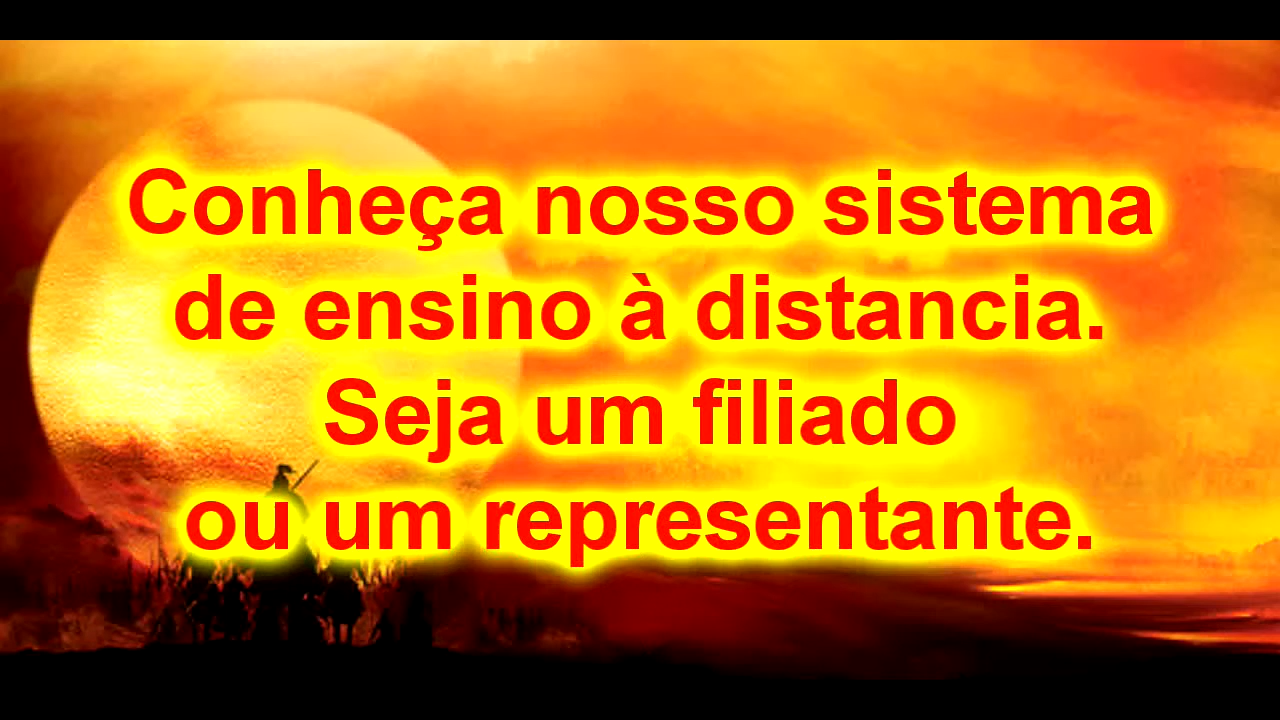 Conheça nosso sistema
de ensino à distancia.
Seja um filiado
ou um representante.